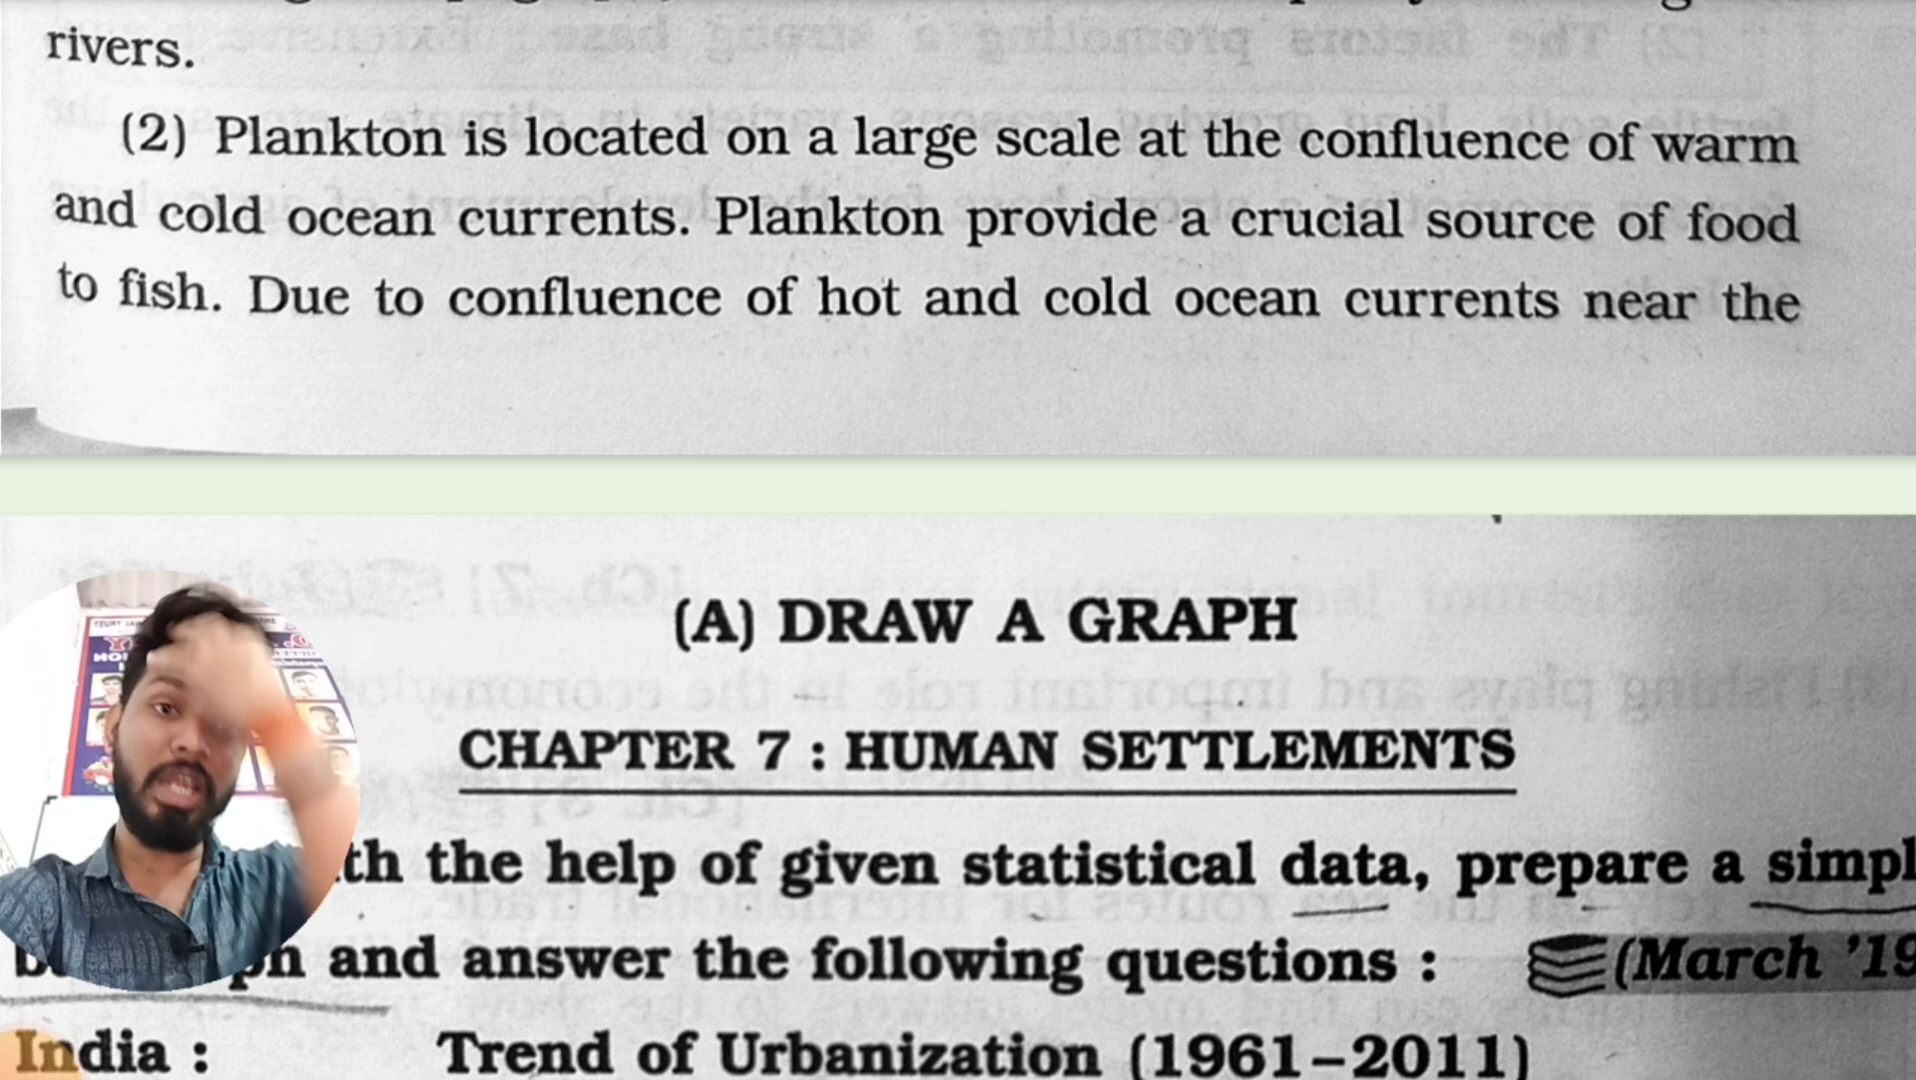 rivers.
(2) Plankton is located on a large scale at the confluence of warm
and cold ocean currents. Plankton provide a crucial source of food
to fish. Due to confluence of hot and cold ocean currents near the
(A) DRAW A GRAPH
CHAPTER 7 : HUMAN SETTLEMENTS
th the help of given statistical data, prepare a simpl
and answer the following questions : (March '19
India : Trend of Urbanization (1961–2011)